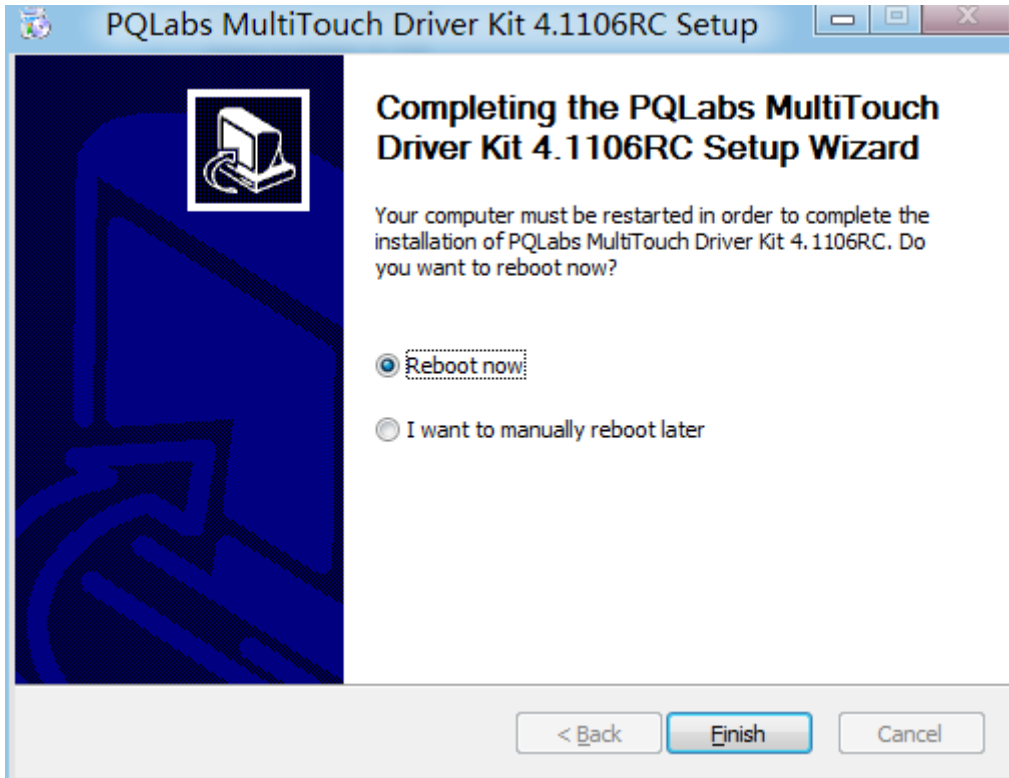 PQLabs MultiTouch Driver Kit 4.1106RC Setup
Completing the PQLabs MultiTouch
Driver Kit 4.1106RC Setup Wizard
Your computer must be restarted in order to complete the
installation of PQLabs MultiTouch Driver Kit 4.1106RC. Do
you want to reboot now?
Reboot now
I want to manually reboot later
< Back
Finish
Cancel